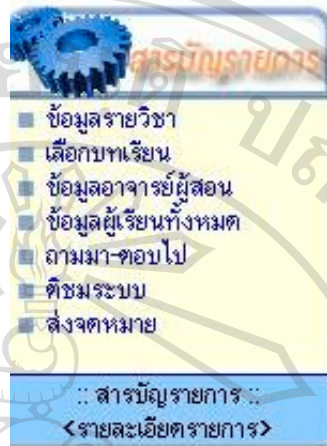 สารบัญรายการ
ข้อมูลรายวิชา
เลือกบทเรียน
ข้อมูลอาจารย์ผู้สอน
ข้อมูลผู้เรียนทั้งหมด
ถามมา-ตอบไป
ติชมระบบ
ส่งจดหมาย
:: สารบัญรายการ ::
<รายละเอียดรายการ>